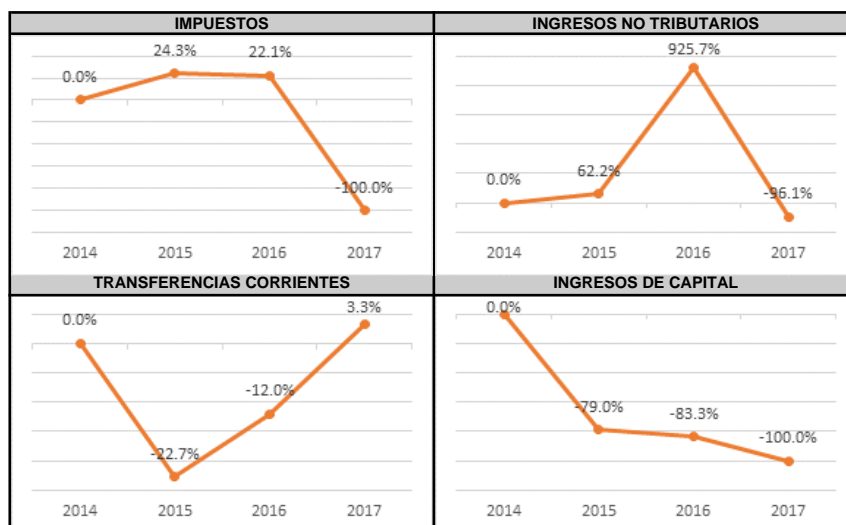 IMPUESTOS
24.3%
22.1%
0.0%
-100.0%
2014 2015 2016 2017
INGRESOS NO TRIBUTARIOS
925.7%
62.2%
0.0%
-96.1%
2014 2015 2016 2017
TRANSFERENCIAS CORRIENTES
3.3%
0.0%
-12.0%
-22.7%
2014 2015 2016 2017
INGRESOS DE CAPITAL
0.0%
-79.0%
-83.3%
-100.0%
2014 2015 2016 2017